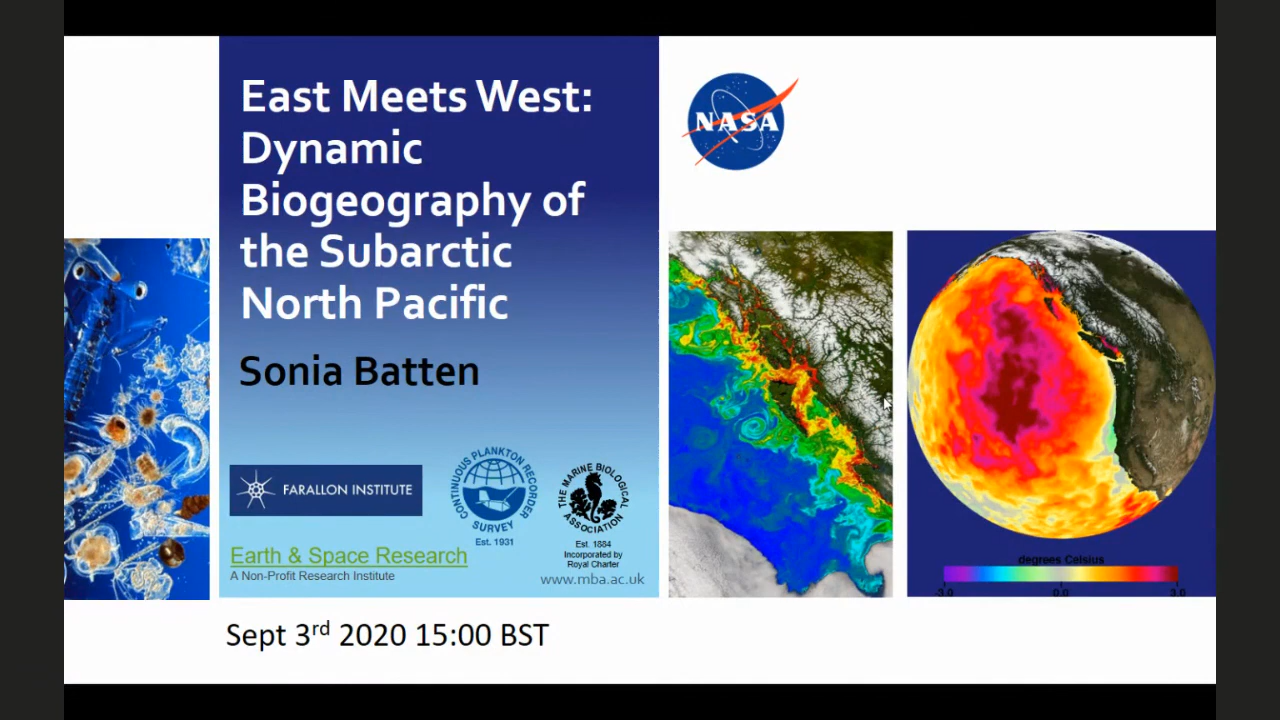 East Meets West:
Dynamic
Biogeography of
the Subarctic
North Pacific
Sonia Batten
NASA
FARALLON INSTITUTE
CONTINUOUS PLANKTON RECORDER
SURVEY
Est. 1931
THE MARINE BIOLOGICAL
ASSOCIATION
Est. 1884
Incorporated by
Royal Charter
Earth & Space Research
A Non-Profit Research Institute
www.mba.ac.uk
degrees Celsius
-3.0 0.0 3.0
Sept 3rd 2020 15:00 BST